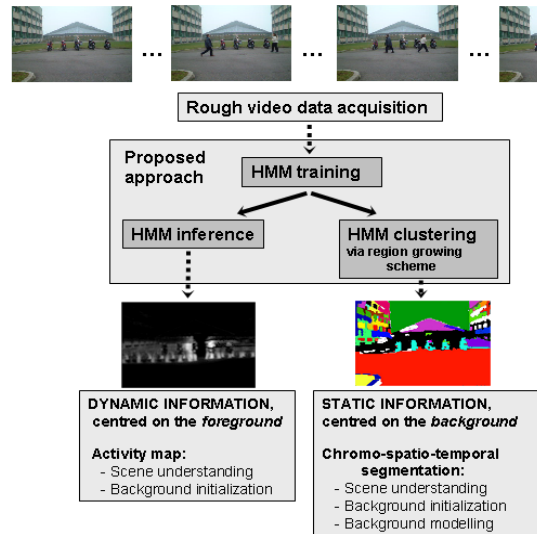 ... ... ...
Rough video data acquisition
Proposed
approach
HMM training
HMM inference
HMM clustering
via region growing
scheme
DYNAMIC INFORMATION,
centred on the foreground
Activity map:
- Scene understanding
- Background initialization
STATIC INFORMATION,
centred on the background
Chromo-spatio-temporal
segmentation:
- Scene understanding
- Background initialization
- Background modelling